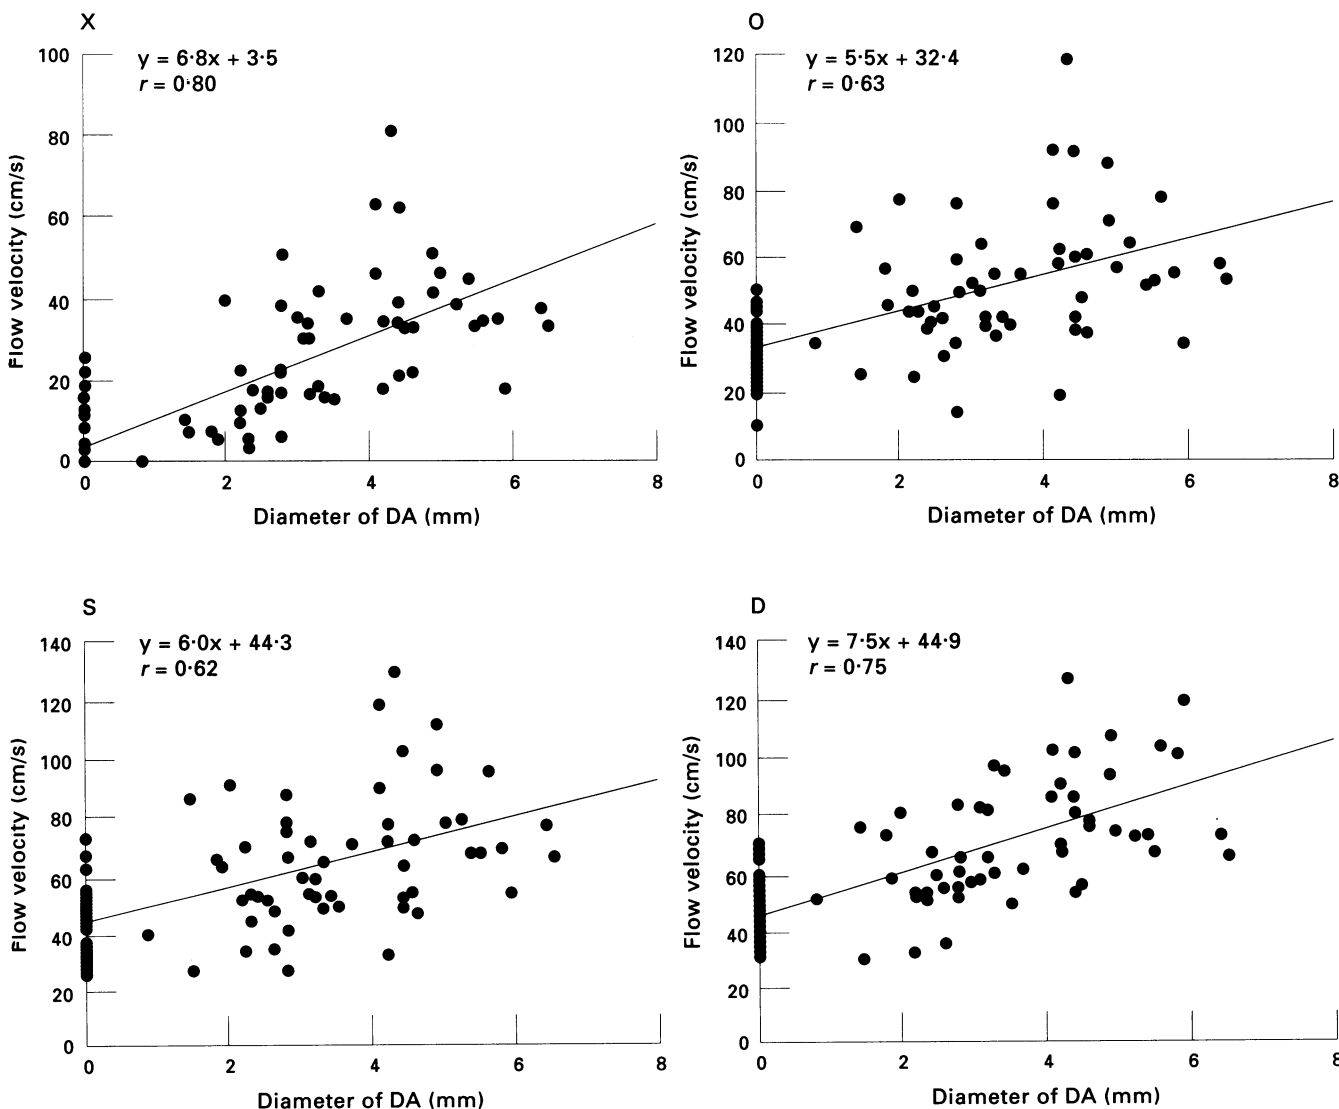 X
y = 6·8x + 3·5
r = 0·80
Flow velocity (cm/s)
100
80
60
40
20
0
0 2 4 6 8
Diameter of DA (mm)
O
y = 5·5x + 32·4
r = 0·63
Flow velocity (cm/s)
120
100
80
60
40
20
0
0 2 4 6 8
Diameter of DA (mm)
S
y = 6·0x + 44·3
r = 0·62
Flow velocity (cm/s)
140
120
100
80
60
40
20
0
0 2 4 6 8
Diameter of DA (mm)
D
y = 7·5x + 44·9
r = 0·75
Flow velocity (cm/s)
140
120
100
80
60
40
20
0
0 2 4 6 8
Diameter of DA (mm)